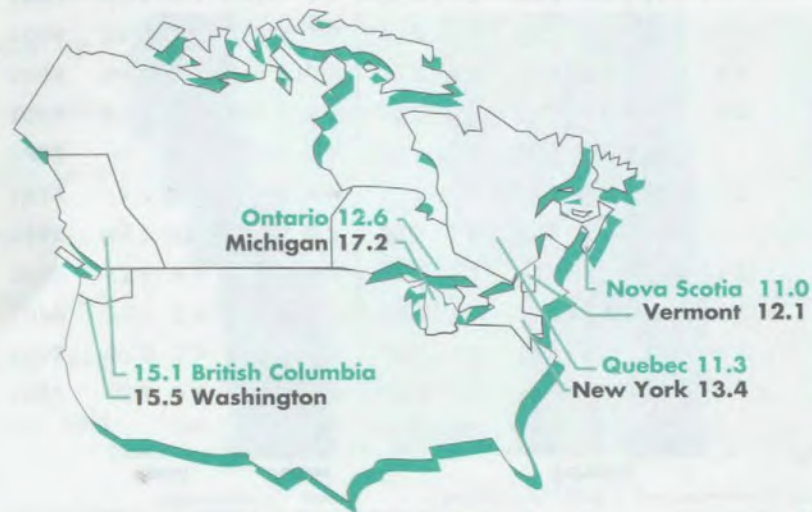 Ontario 12.6
Michigan 17.2
Nova Scotia 11.0
Vermont 12.1
15.1 British Columbia
15.5 Washington
Quebec 11.3
New York 13.4